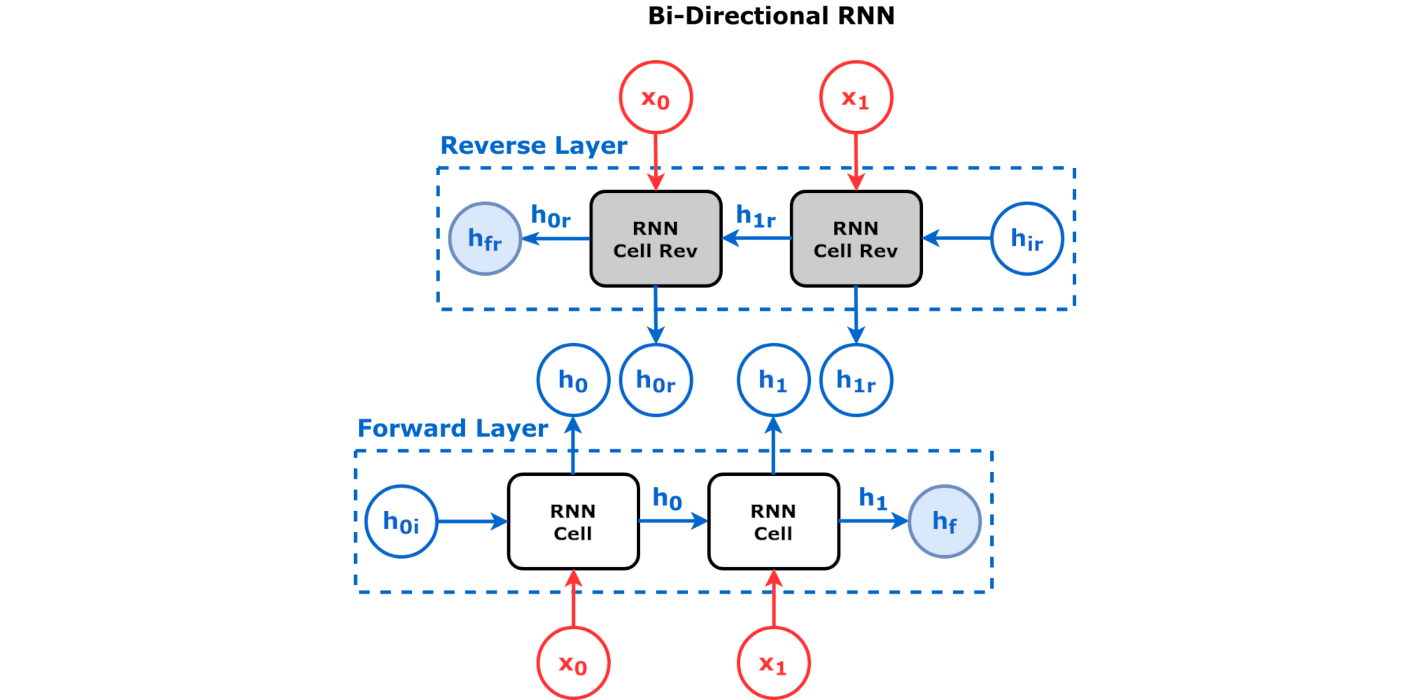 Bi-Directional RNN
x0
x1
Reverse Layer
hfr
h0r
RNN
Cell Rev
h1r
RNN
Cell Rev
hir
h0
h0r
h1
h1r
Forward Layer
h0i
RNN
Cell
h0
RNN
Cell
h1
hf
x0
x1